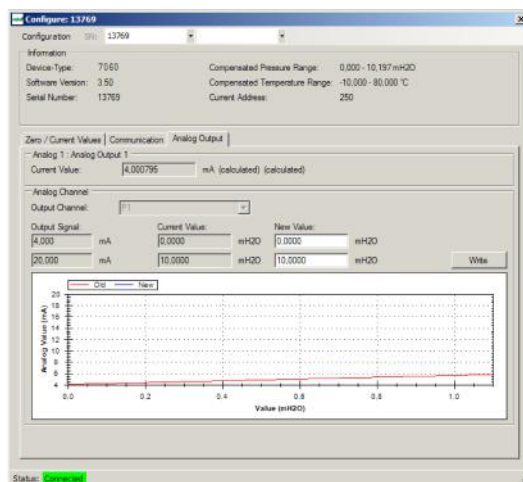 Configure: 13769
Configuration SN: 13769
Information
Device-Type: 7060 Compensated Pressure Range: 0,000 - 10,197 mH2O
Software Version: 3.50 Compensated Temperature Range: -10,000 - 80,000 °C
Serial Number: 13769 Current Address: 250
Zero / Current Values Communication Analog Output
Analog 1 : Analog Output 1
Current Value: 4,000795 mA (calculated) (calculated)
Analog Channel
Output Channel: P1
Output Signal: Current Value: New Value:
4,000 mA 0,0000 mH2O 0,0000 mH2O
20,000 mA 10,0000 mH2O 10,0000 mH2O Write
Old New
Analog Value (mA)
20
18
16
14
12
10
8
6
4
0.0 0.2 0.4 0.6 0.8 1.0
Value (mH2O)
Status: Connected